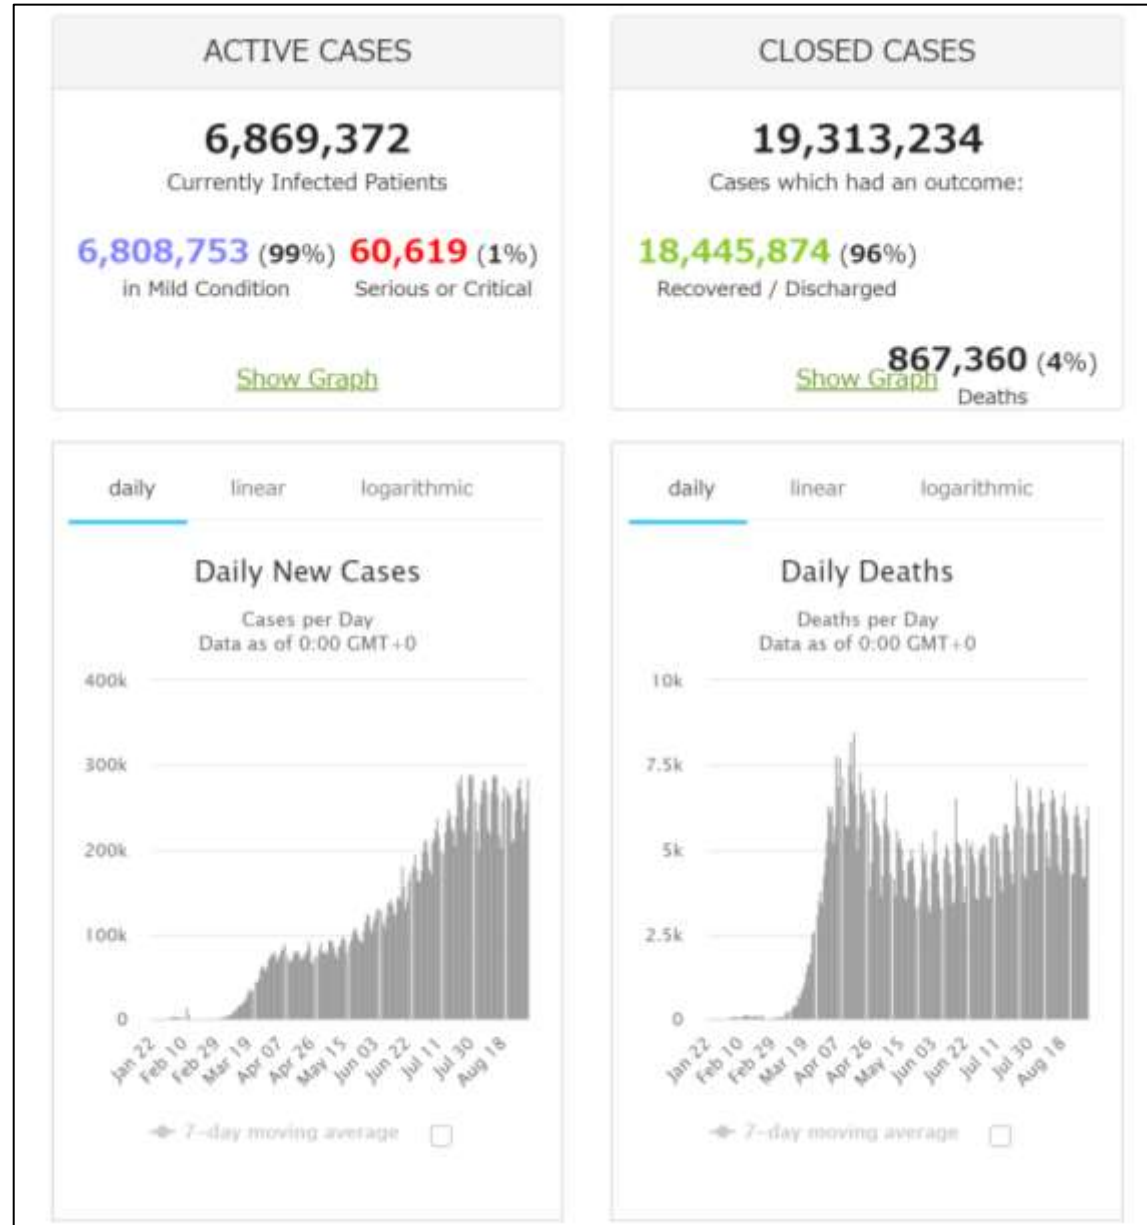 ACTIVE CASES
6,869,372
Currently Infected Patients
6,808,753 (99%) 60,619 (1%)
in Mild Condition Serious or Critical
Show Graph
CLOSED CASES
19,313,234
Cases which had an outcome:
18,445,874 (96%)
Recovered / Discharged
867,360 (4%)
Show Graph
Deaths
daily linear logarithmic
Daily New Cases
Cases per Day
Data as of 0:00 GMT+0
400k
300k
200k
100k
0
Jan 22 Feb 10 Feb 29 Mar 19 Apr 07 Apr 26 May 15 Jun 03 Jun 22 Jul 11 Jul 30 Aug 18
7-day moving average
daily linear logarithmic
Daily Deaths
Deaths per Day
Data as of 0:00 GMT+0
10k
7.5k
5k
2.5k
0
Jan 22 Feb 10 Feb 29 Mar 19 Apr 07 Apr 26 May 15 Jun 03 Jun 22 Jul 11 Jul 30 Aug 18
7-day moving average